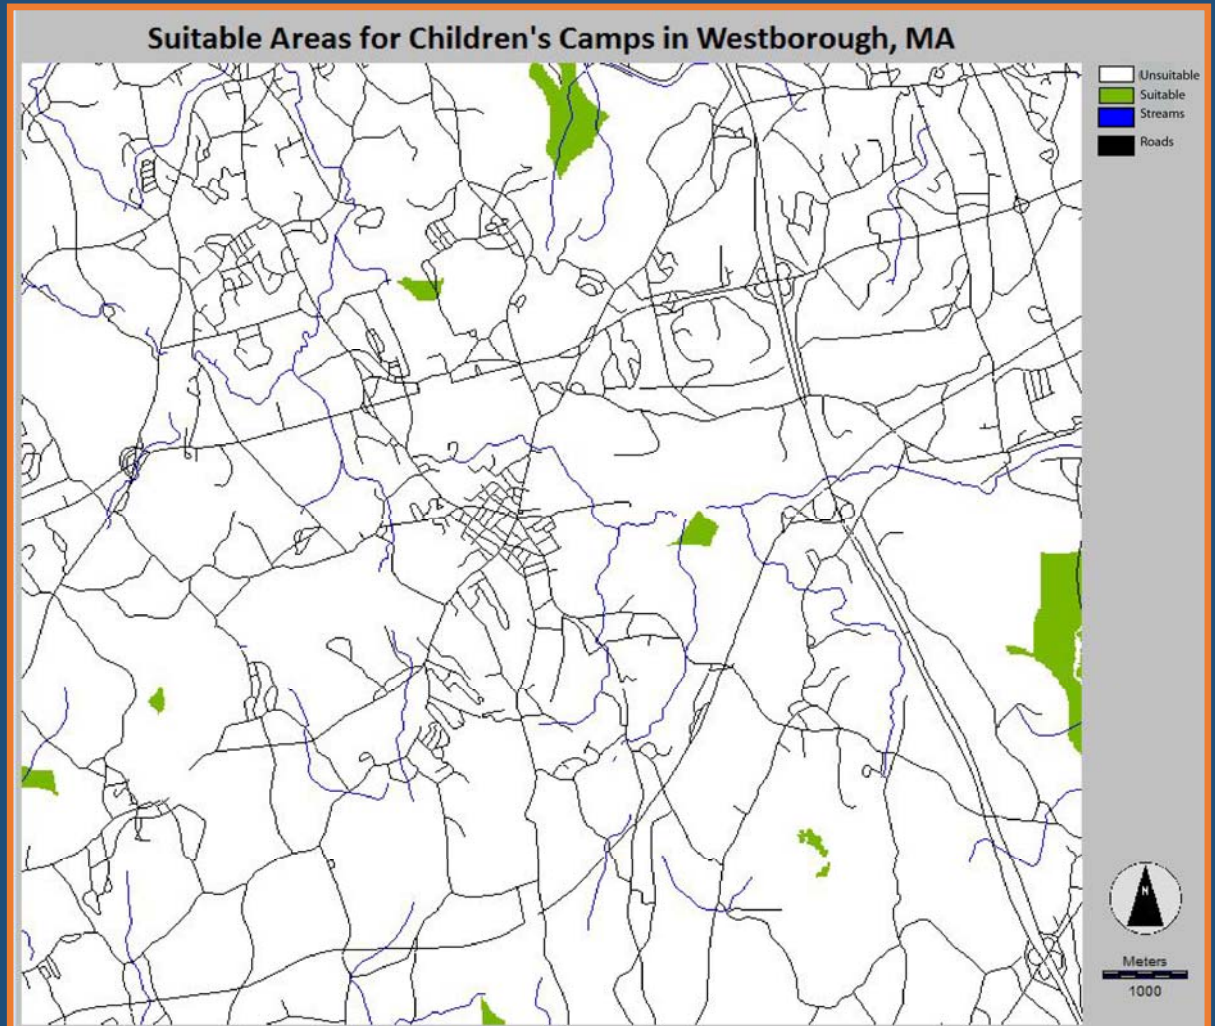 Suitable Areas for Children's Camps in Westborough, MA
Unsuitable
Suitable
Streams
Roads
N
Meters
1000